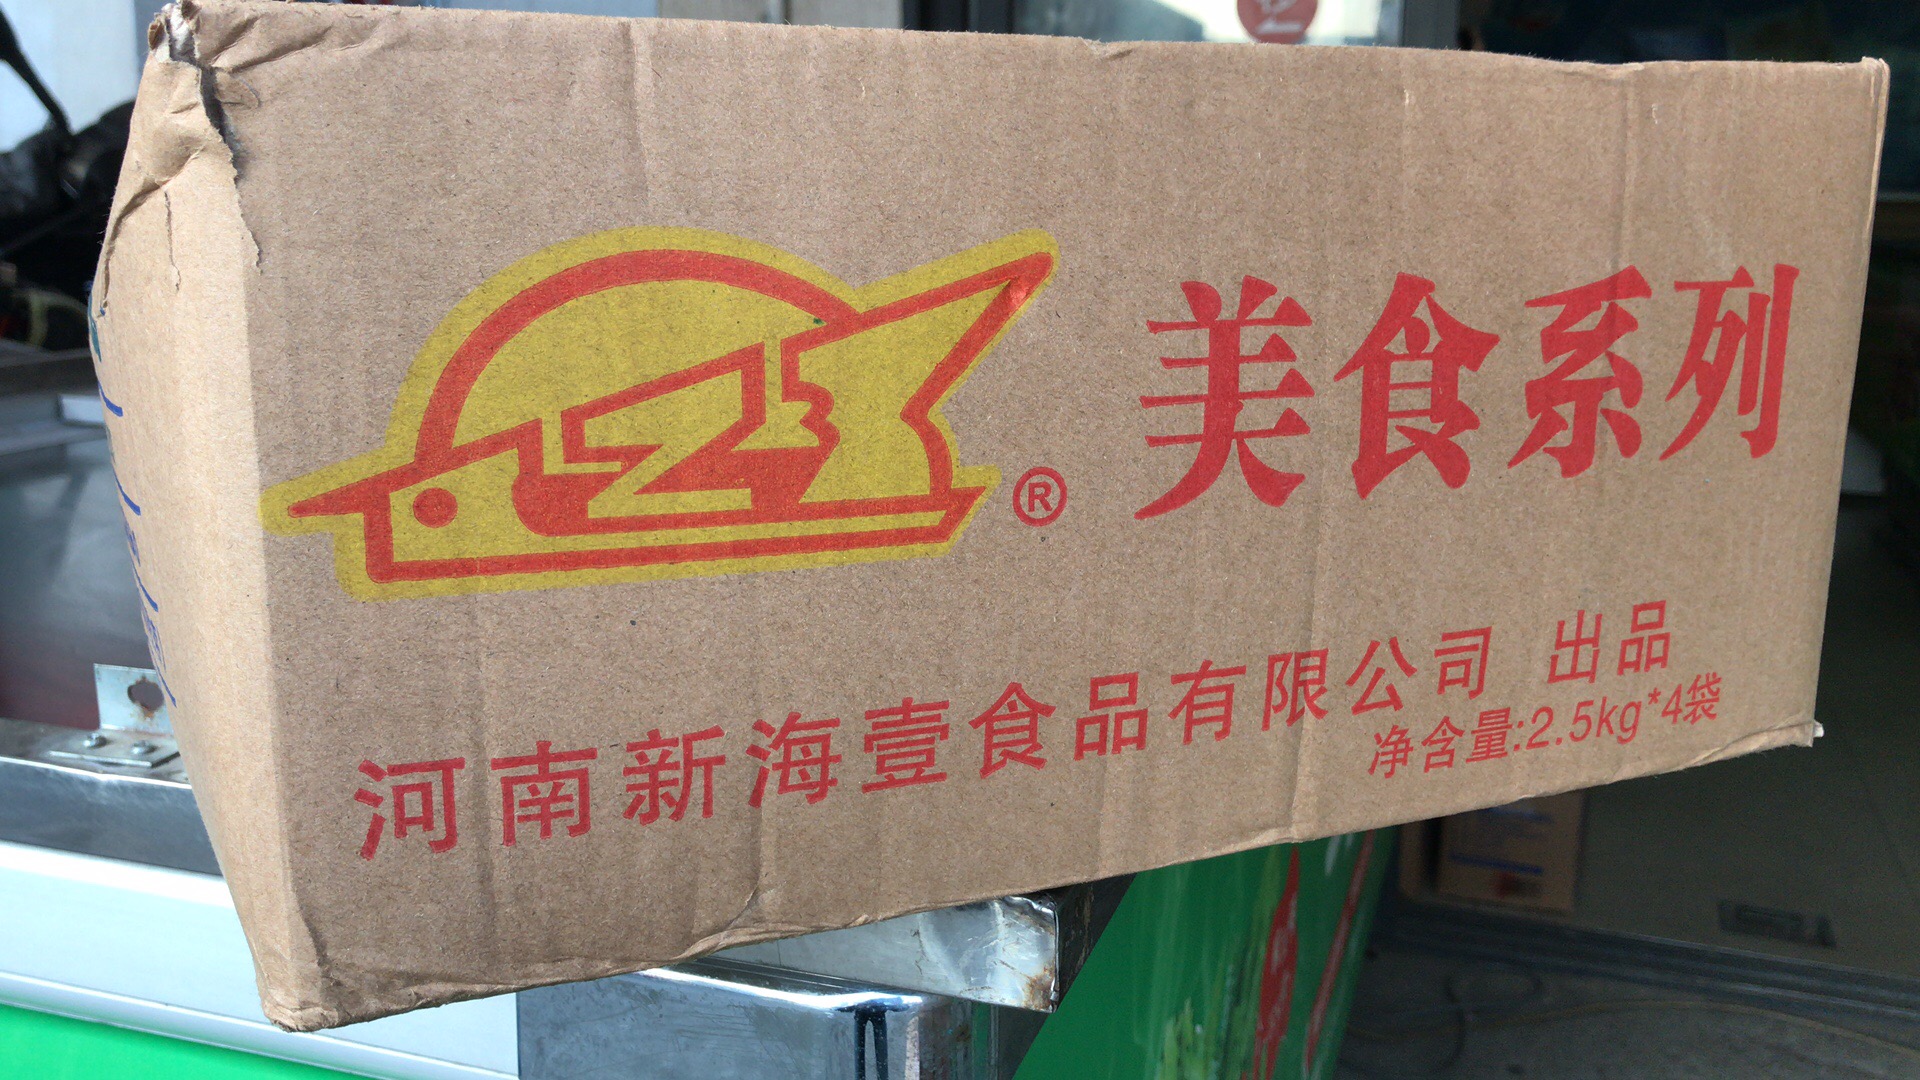 ®
美食系列
河南新海壹食品有限公司 出品
净含量:2.5kg*4袋